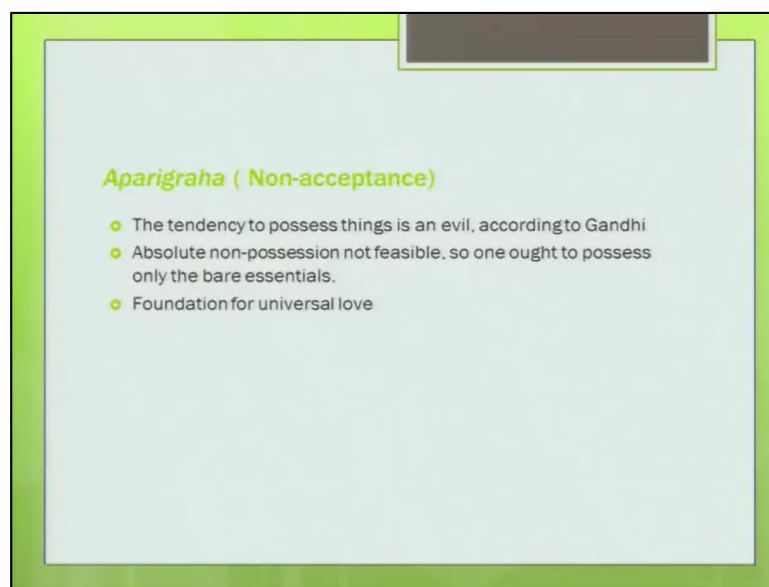 Aparigraha ( Non-acceptance)
The tendency to possess things is an evil, according to Gandhi
Absolute non-possession not feasible, so one ought to possess
only the bare essentials.
Foundation for universal love